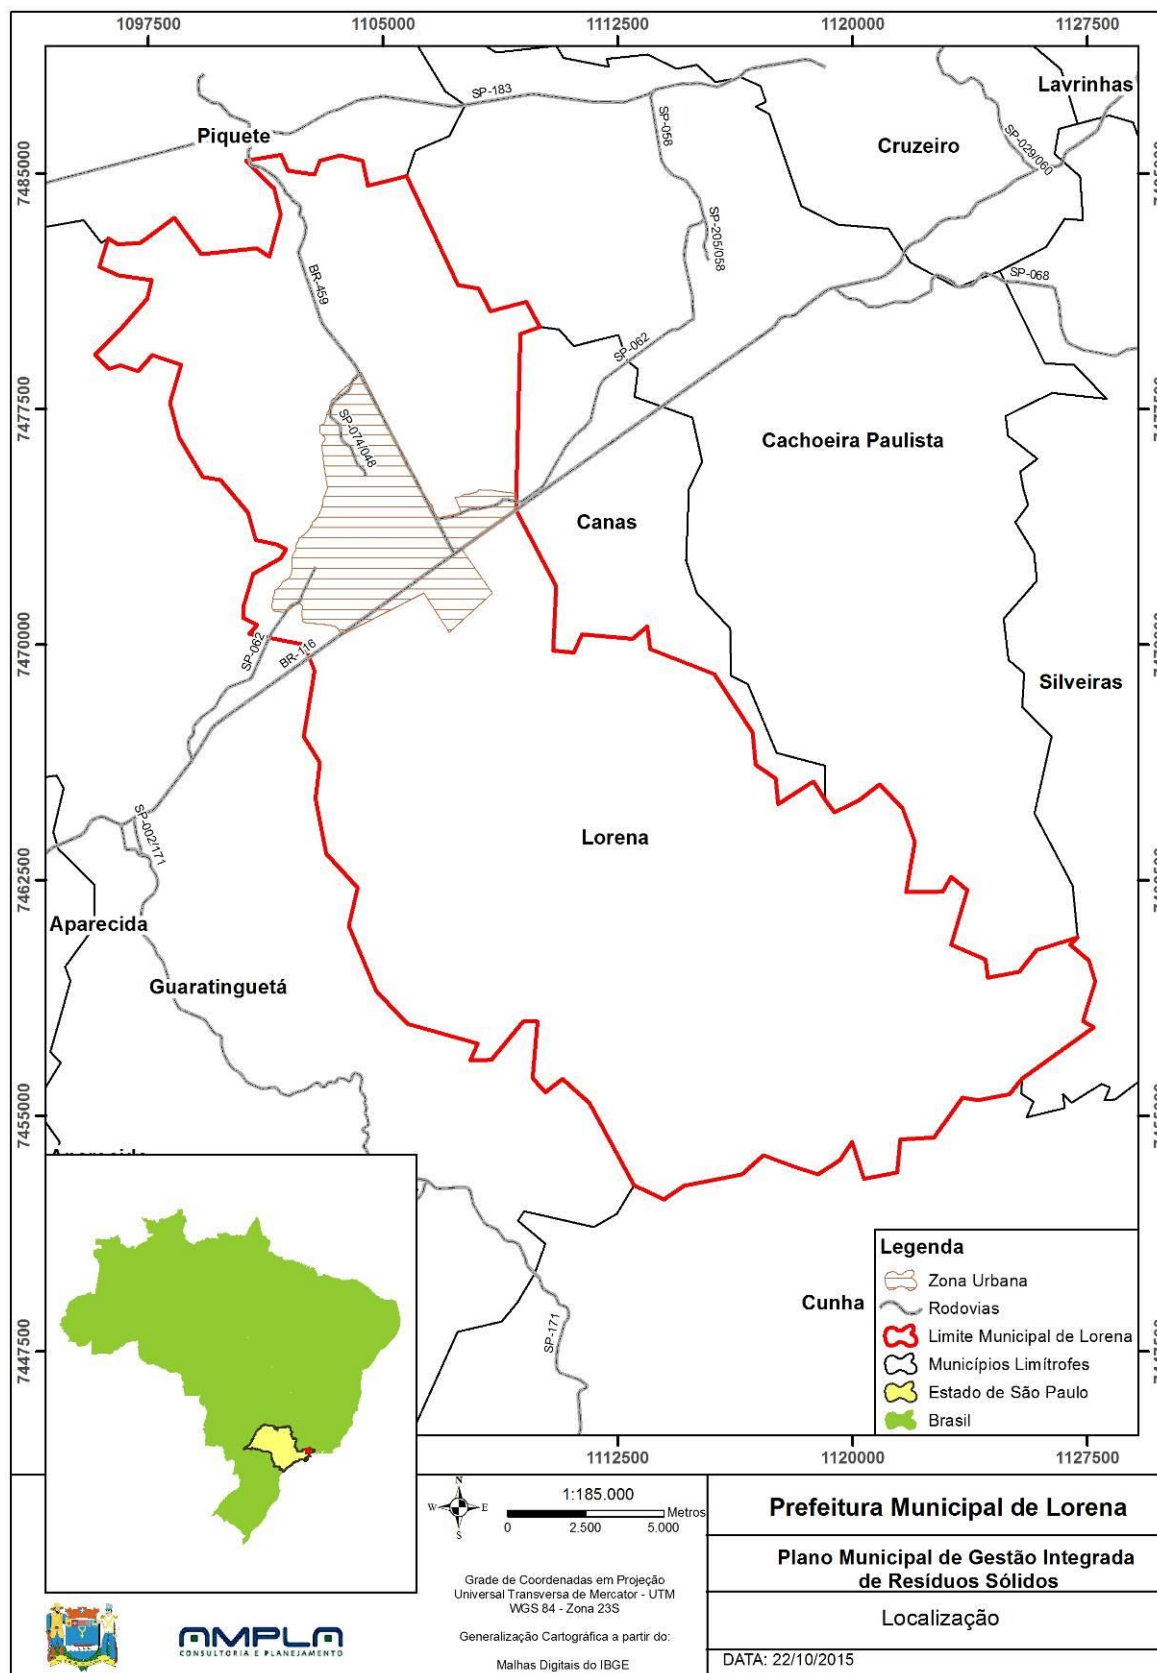 1097500 1105000 1112500 1120000 1127500
Lavrinhas
SP-183
Piquete
SP-058
Cruzeiro
SP-029/060
7485000
SP-205/058
BR-459
SP-068
SP-062
7477500
SP-074/048
Cachoeira Paulista
Canas
7470000
SP-062
BR-116
Silveiras
Lorena
SP-002/171
7462500
Aparecida
Guaratinguetá
7455000
Legenda
Zona Urbana
Rodovias
Limite Municipal de Lorena
Municípios Limítrofes
Estado de São Paulo
Brasil
Cunha
SP-171
7447500
1112500 1120000 1127500
N
W E
S
1:185.000
Metros
0 2.500 5.000
Prefeitura Municipal de Lorena
Plano Municipal de Gestão Integrada
de Resíduos Sólidos
Grade de Coordenadas em Projeção
Universal Transversa de Mercator - UTM
WGS 84 - Zona 23S
Localização
AMPLA
CONSULTORIA E PLANEJAMENTO
Generalização Cartográfica a partir do:
Malhas Digitais do IBGE
DATA: 22/10/2015